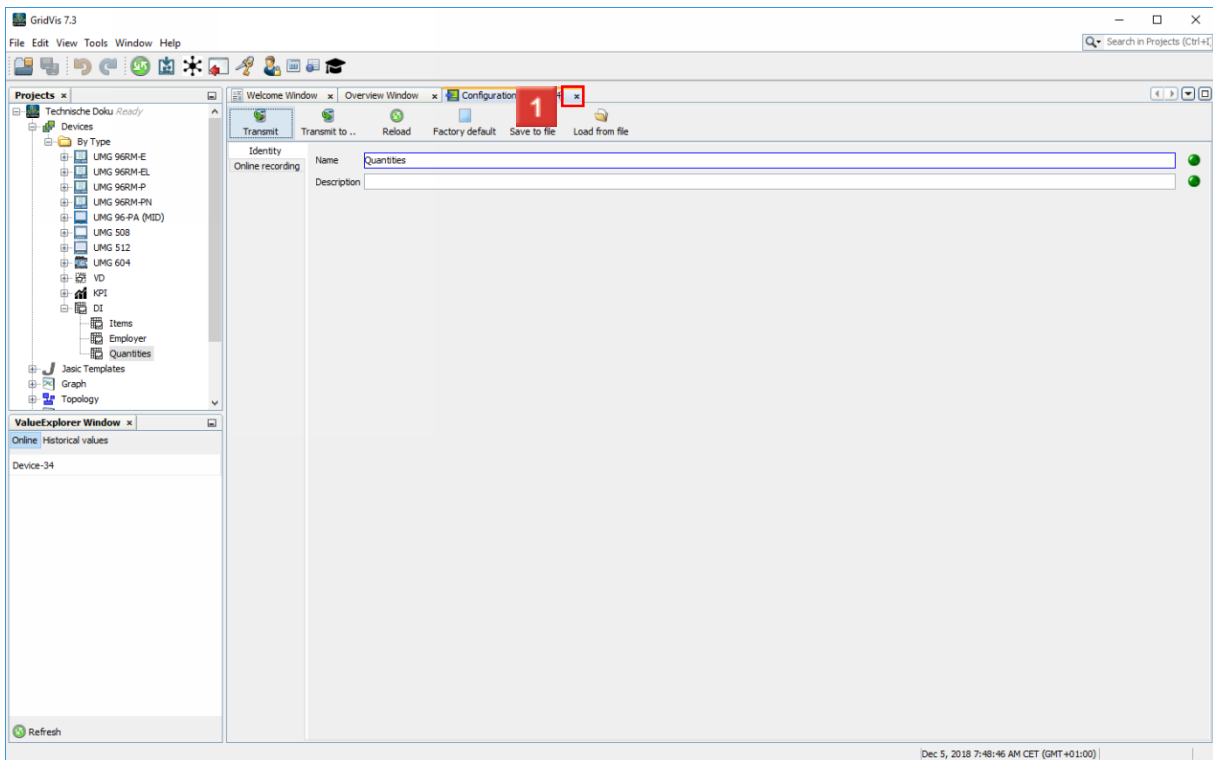 GridVis 7.3
File Edit View Tools Window Help
Search in Projects (Ctrl+I
Projects
Technische Doku Ready
Devices
By Type
UMG 96RM-E
UMG 96RM-EL
UMG 96RM-P
UMG 96RM-PN
UMG 96-PA (MID)
UMG 508
UMG 512
UMG 604
VD
KPI
DI
Items
Employer
Quantities
Jasic Templates
Graph
Topology
ValueExplorer Window
Online Historical values
Device-34
Refresh
Welcome Window Overview Window Configuration
1
Transmit Transmit to .. Reload Factory default Save to file Load from file
Identity
Online recording
Name Quantities
Description
Dec 5, 2018 7:48:46 AM CET (GMT+01:00)